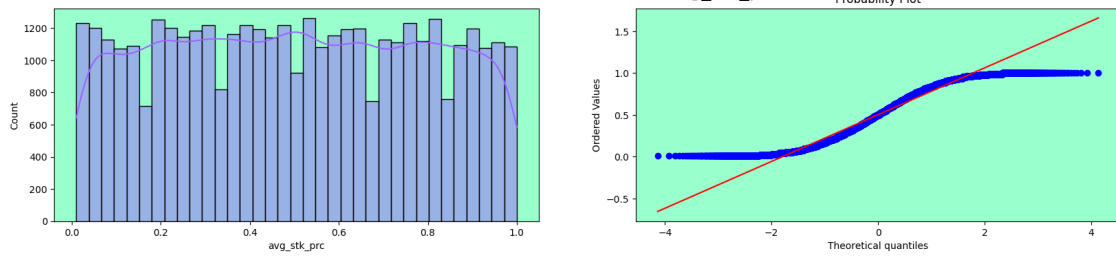 Probability Plot
Count
1200
1000
800
600
400
200
0
0.0 0.2 0.4 0.6 0.8 1.0
avg_stk_prc
Ordered Values
1.5
1.0
0.5
0.0
−0.5
−4 −2 0 2 4
Theoretical quantiles